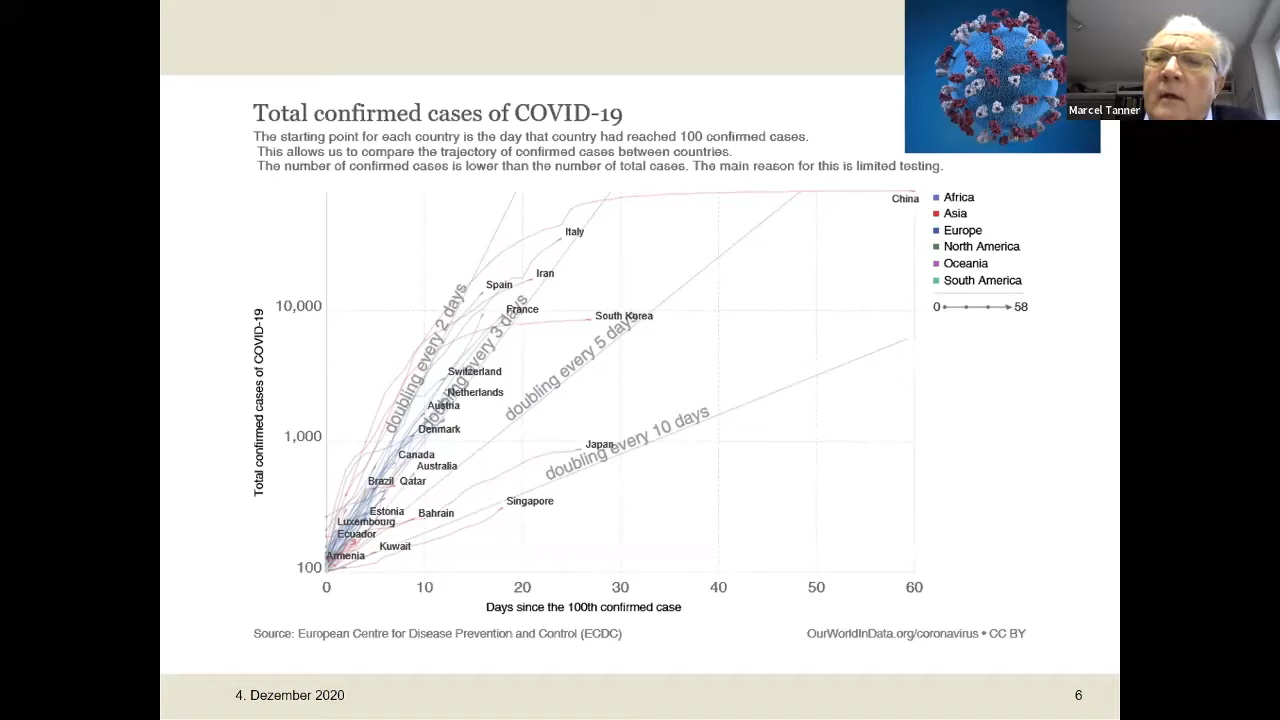 Marcel Tanner
Total confirmed cases of COVID-19
The starting point for each country is the day that country had reached 100 confirmed cases.
This allows us to compare the trajectory of confirmed cases between countries.
The number of confirmed cases is lower than the number of total cases. The main reason for this is limited testing.
China
Africa
Asia
Europe
North America
Oceania
South America
0
58
Italy
Iran
Spain
France
South Korea
Switzerland
Netherlands
Austria
Denmark
Canada
Australia
Brazil
Qatar
Estonia
Luxembourg
Bahrain
Ecuador
Kuwait
Armenia
Japan
Singapore
doubling every 2 days
doubling every 3 days
doubling every 5 days
doubling every 10 days
Total confirmed cases of COVID-19
10,000
1,000
100
0 10 20 30 40 50 60
Days since the 100th confirmed case
Source: European Centre for Disease Prevention and Control (ECDC)
OurWorldInData.org/coronavirus • CC BY
4. Dezember 2020
6